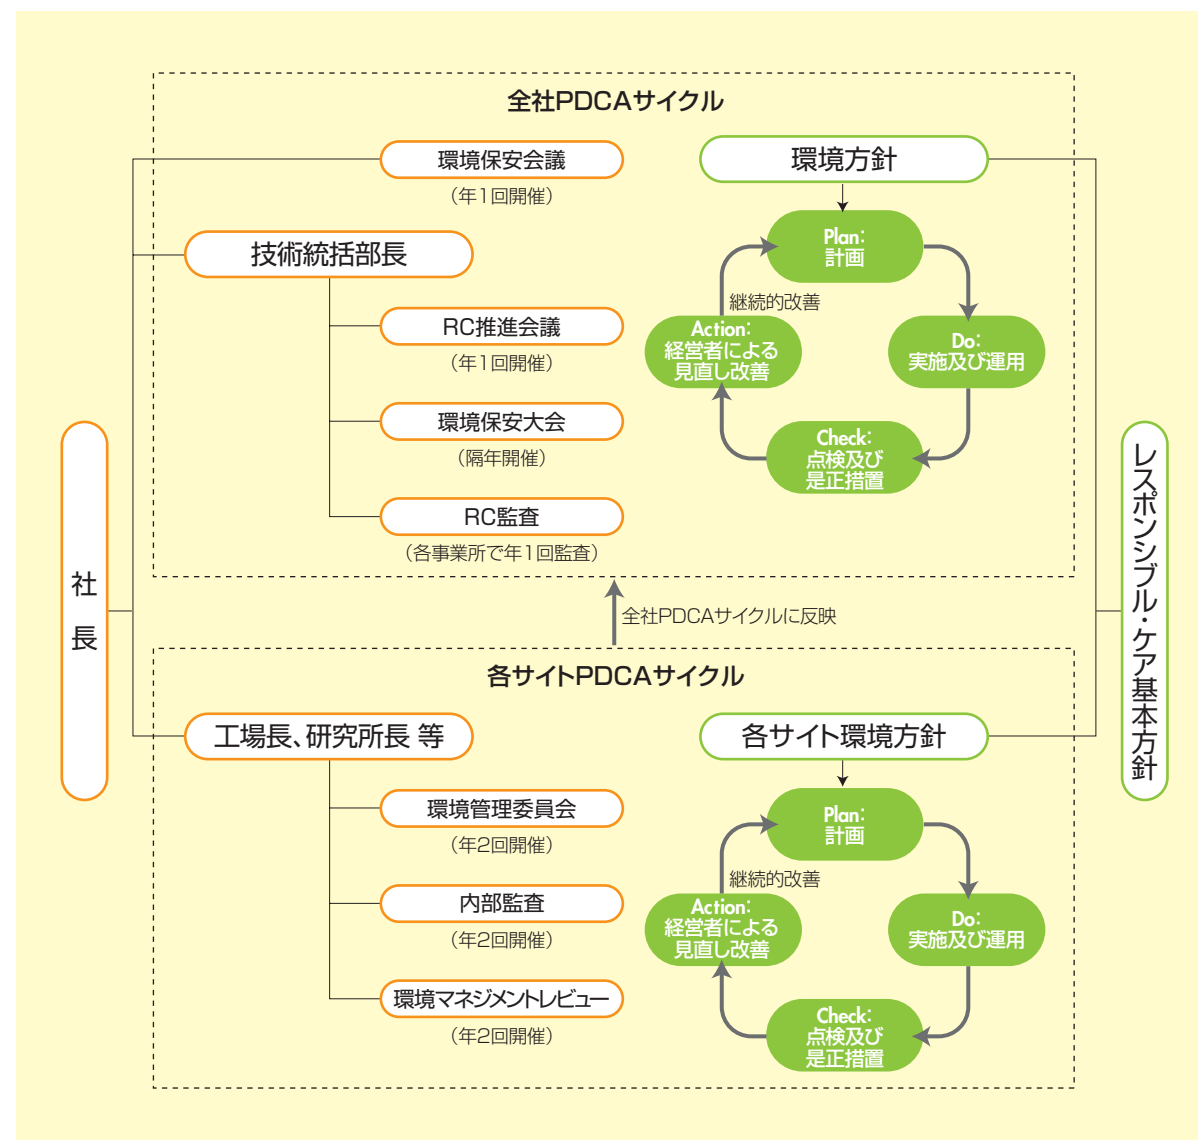 全社PDCAサイクル
環境保安会議
（年1回開催）
技術統括部長
RC推進会議
（年1回開催）
環境保安大会
（隔年開催）
RC監査
（各事業所で年1回監査）
環境方針
Plan：
計画
Do：
実施及び運用
Check：
点検及び
是正措置
Action：
経営者による
見直し改善
継続的改善
社長
レスポンシブル・ケア基本方針
全社PDCAサイクルに反映
各サイトPDCAサイクル
工場長、研究所長 等
環境管理委員会
（年2回開催）
内部監査
（年2回開催）
環境マネジメントレビュー
（年2回開催）
各サイト環境方針
Plan：
計画
Do：
実施及び運用
Check：
点検及び
是正措置
Action：
経営者による
見直し改善
継続的改善